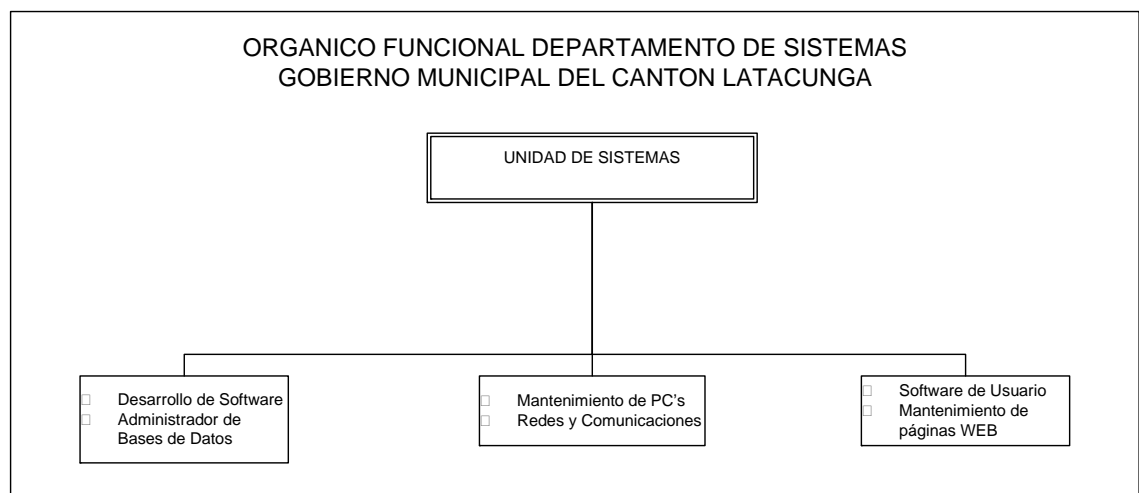 ORGANICO FUNCIONAL DEPARTAMENTO DE SISTEMAS
GOBIERNO MUNICIPAL DEL CANTON LATACUNGA
UNIDAD DE SISTEMAS
Desarrollo de Software
Administrador de
Bases de Datos
Mantenimiento de PC's
Redes y Comunicaciones
Software de Usuario
Mantenimiento de
páginas WEB